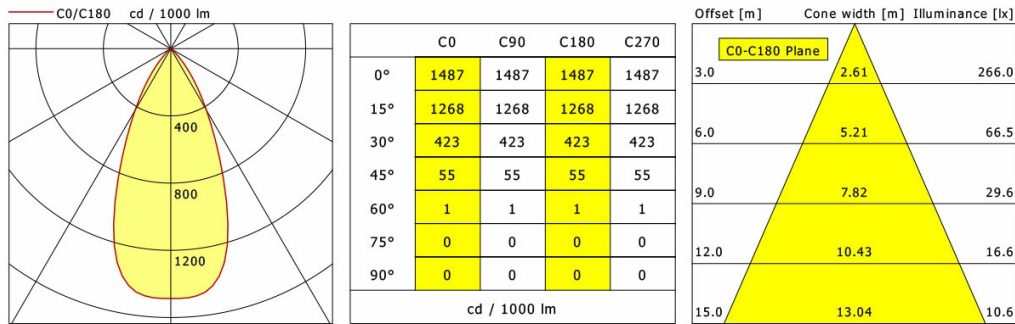 C0/C180 cd / 1000 lm
400
800
1200
C0 C90 C180 C270
0° 1487 1487 1487 1487
15° 1268 1268 1268 1268
30° 423 423 423 423
45° 55 55 55 55
60° 1 1 1 1
75° 0 0 0 0
90° 0 0 0 0
cd / 1000 lm
Offset [m] Cone width [m] Illuminance [lx]
C0-C180 Plane
3.0 2.61 266.0
6.0 5.21 66.5
9.0 7.82 29.6
12.0 10.43 16.6
15.0 13.04 10.6